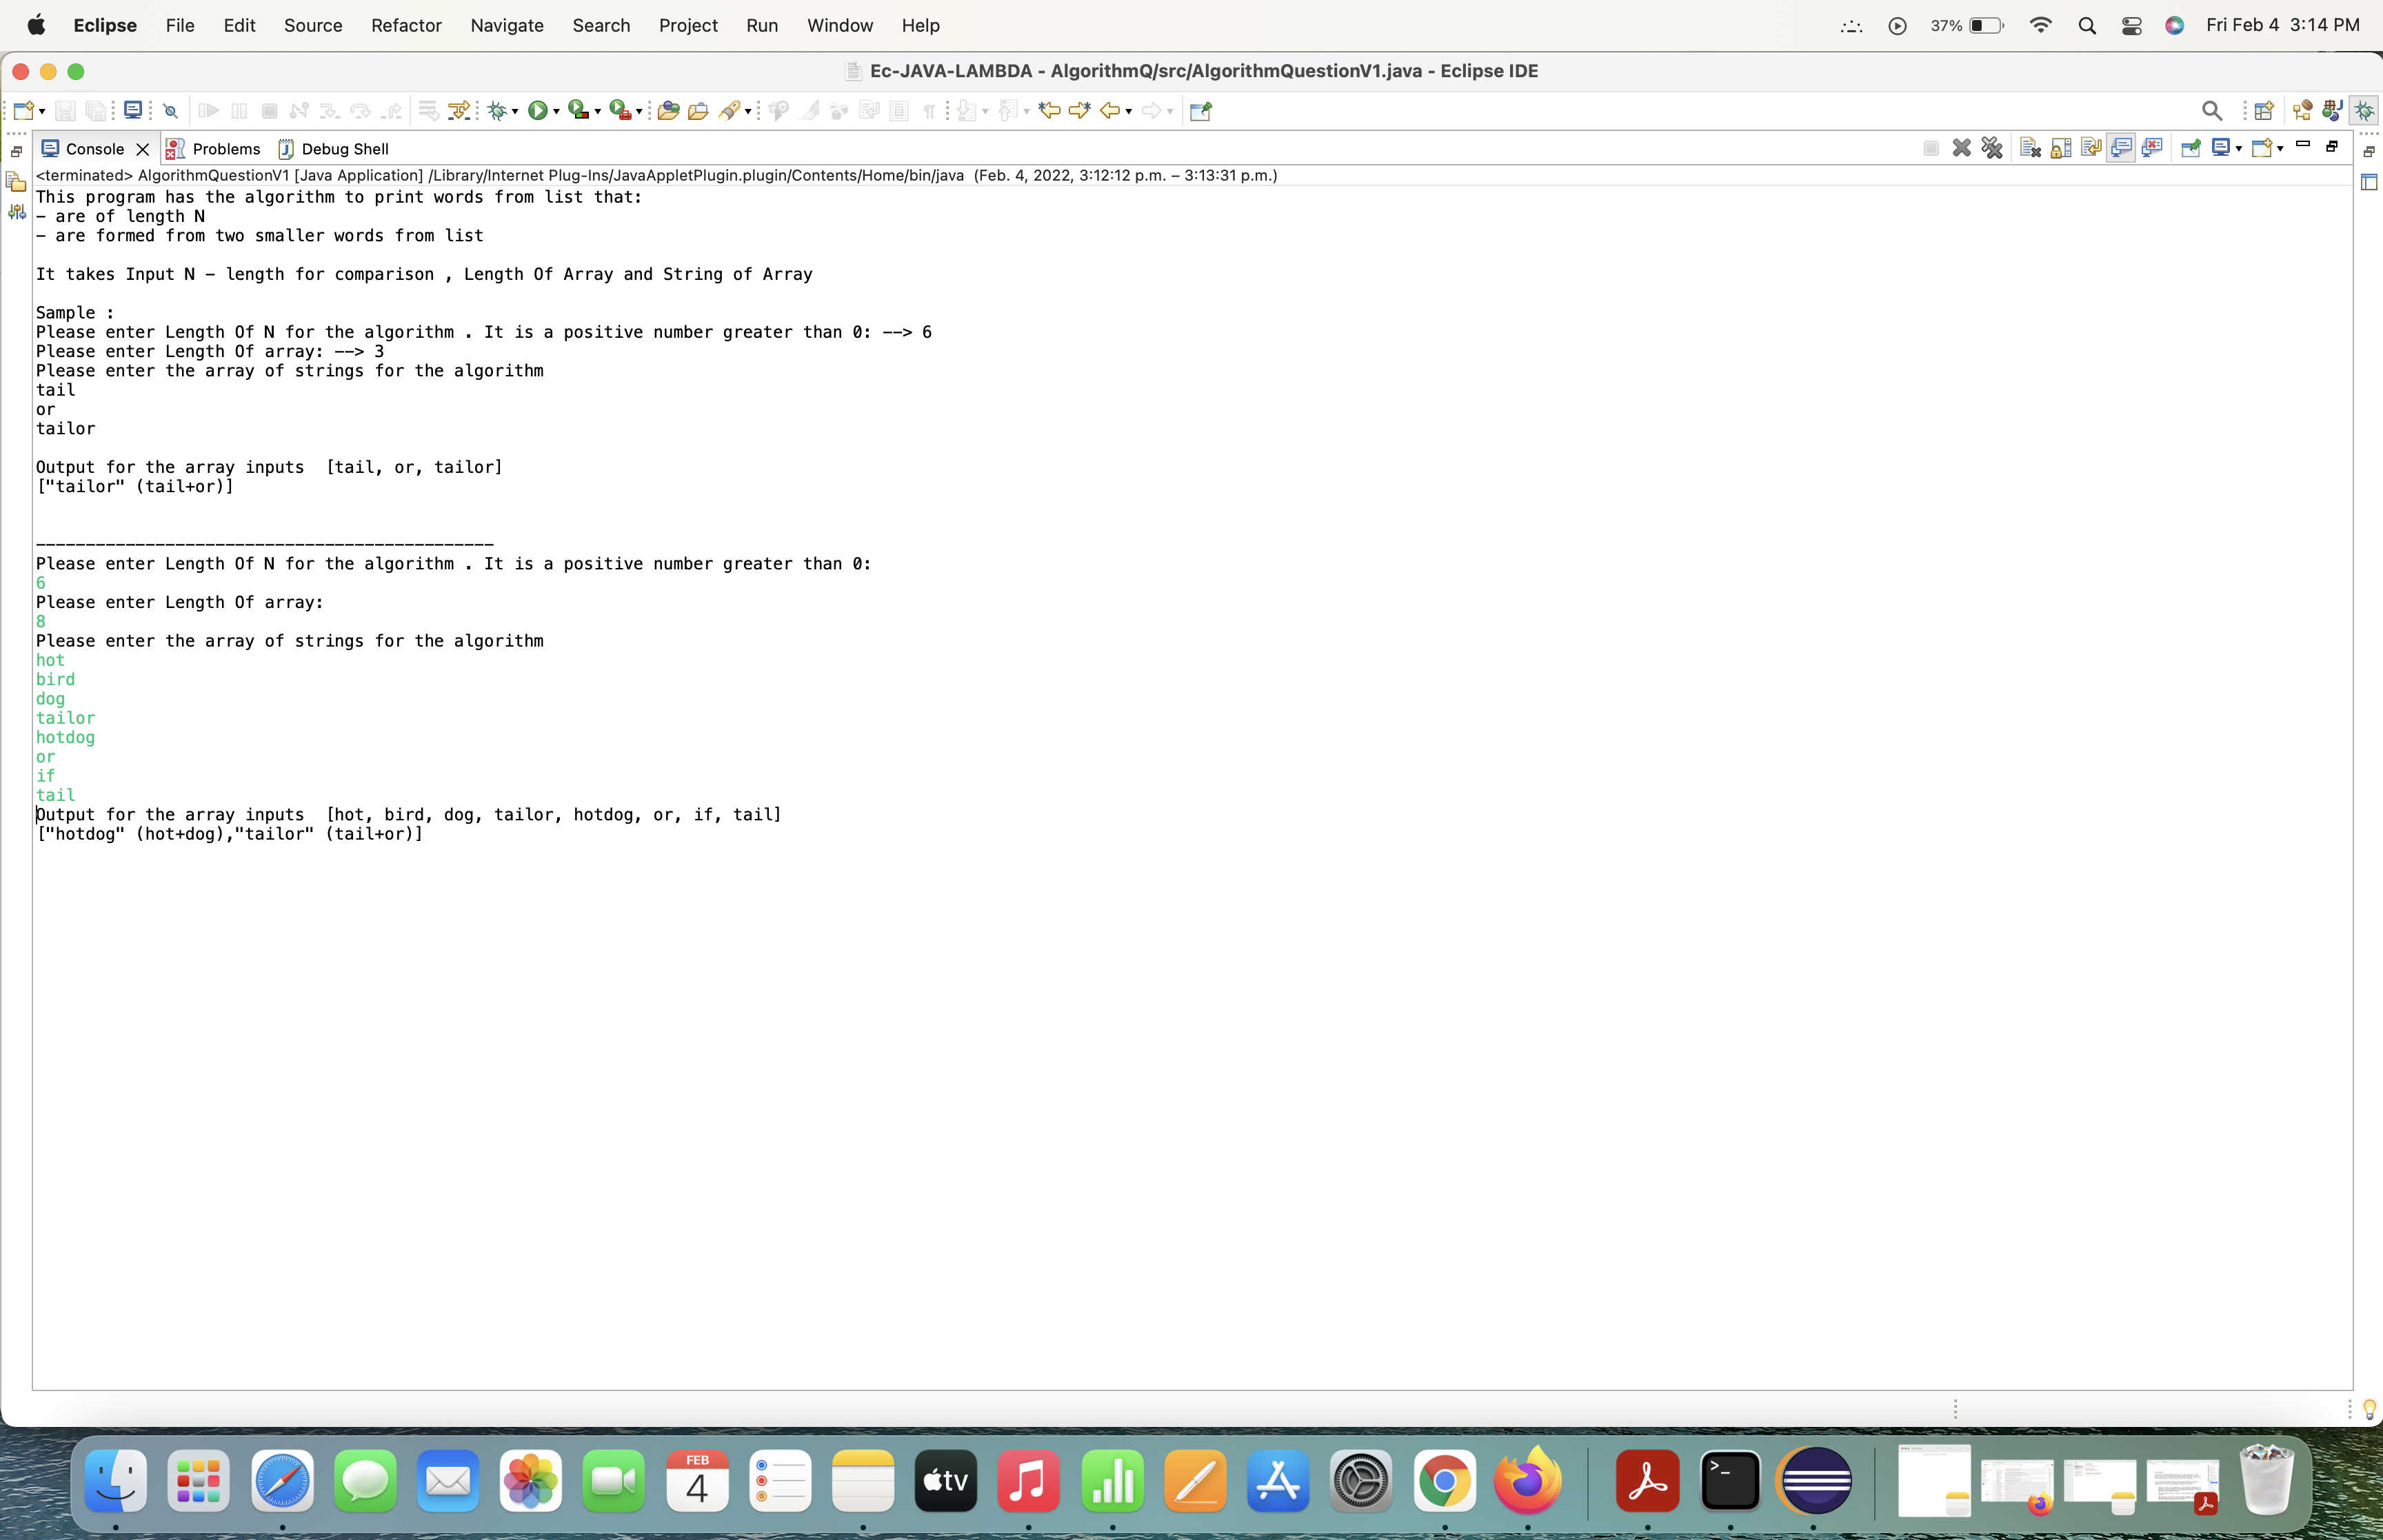 Eclipse File Edit Source Refactor Navigate Search Project Run Window Help 37% Fri Feb 4 3:14 PM
Ec-JAVA-LAMBDA - AlgorithmQ/src/AlgorithmQuestionV1.java - Eclipse IDE
Console Problems Debug Shell
<terminated> AlgorithmQuestionV1 [Java Application] /Library/Internet Plug-Ins/JavaAppletPlugin.plugin/Contents/Home/bin/java (Feb. 4, 2022, 3:12:12 p.m. – 3:13:31 p.m.)
This program has the algorithm to print words from list that:
– are of length N
– are formed from two smaller words from list
It takes Input N – length for comparison , Length Of Array and String of Array
Sample :
Please enter Length Of N for the algorithm . It is a positive number greater than 0: ––> 6
Please enter Length Of array: ––> 3
Please enter the array of strings for the algorithm
tail
or
tailor
Output for the array inputs  [tail, or, tailor]
["tailor" (tail+or)]
______________________________________________
Please enter Length Of N for the algorithm . It is a positive number greater than 0:
6
Please enter Length Of array:
8
Please enter the array of strings for the algorithm
hot
bird
dog
tailor
hotdog
or
if
tail
Output for the array inputs  [hot, bird, dog, tailor, hotdog, or, if, tail]
["hotdog" (hot+dog),"tailor" (tail+or)]
FEB
4
tv